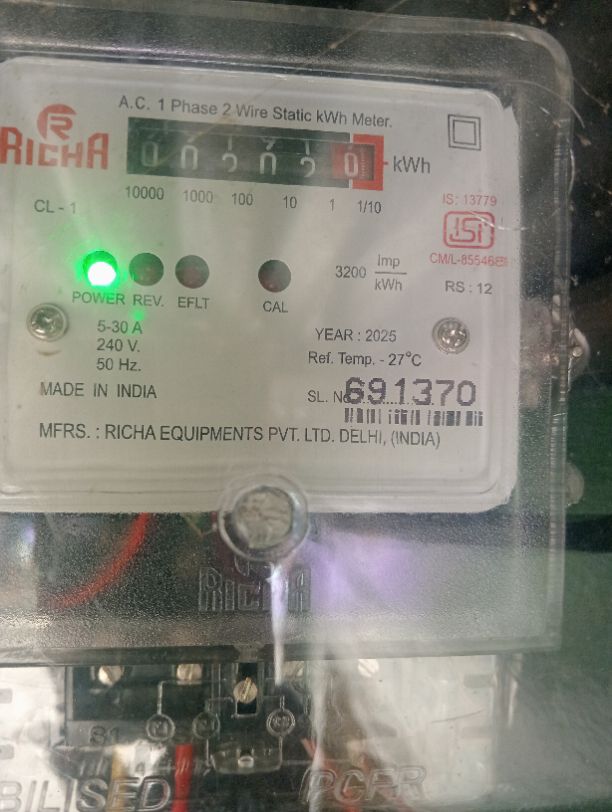 A.C. 1 Phase 2 Wire Static kWh Meter.
RICHA
kWh
10000 1000 100 10 1 1/10
CL - 1
IS: 13779
ISI
3200 Imp/kWh
RS : 12
POWER REV. EFLT CAL
5-30 A
240 V.
50 Hz.
YEAR : 2025
Ref. Temp. - 27°C
MADE IN INDIA
SL. No. 691370
MFRS. : RICHA EQUIPMENTS PVT. LTD. DELHI, (INDIA)
RICHA
S1